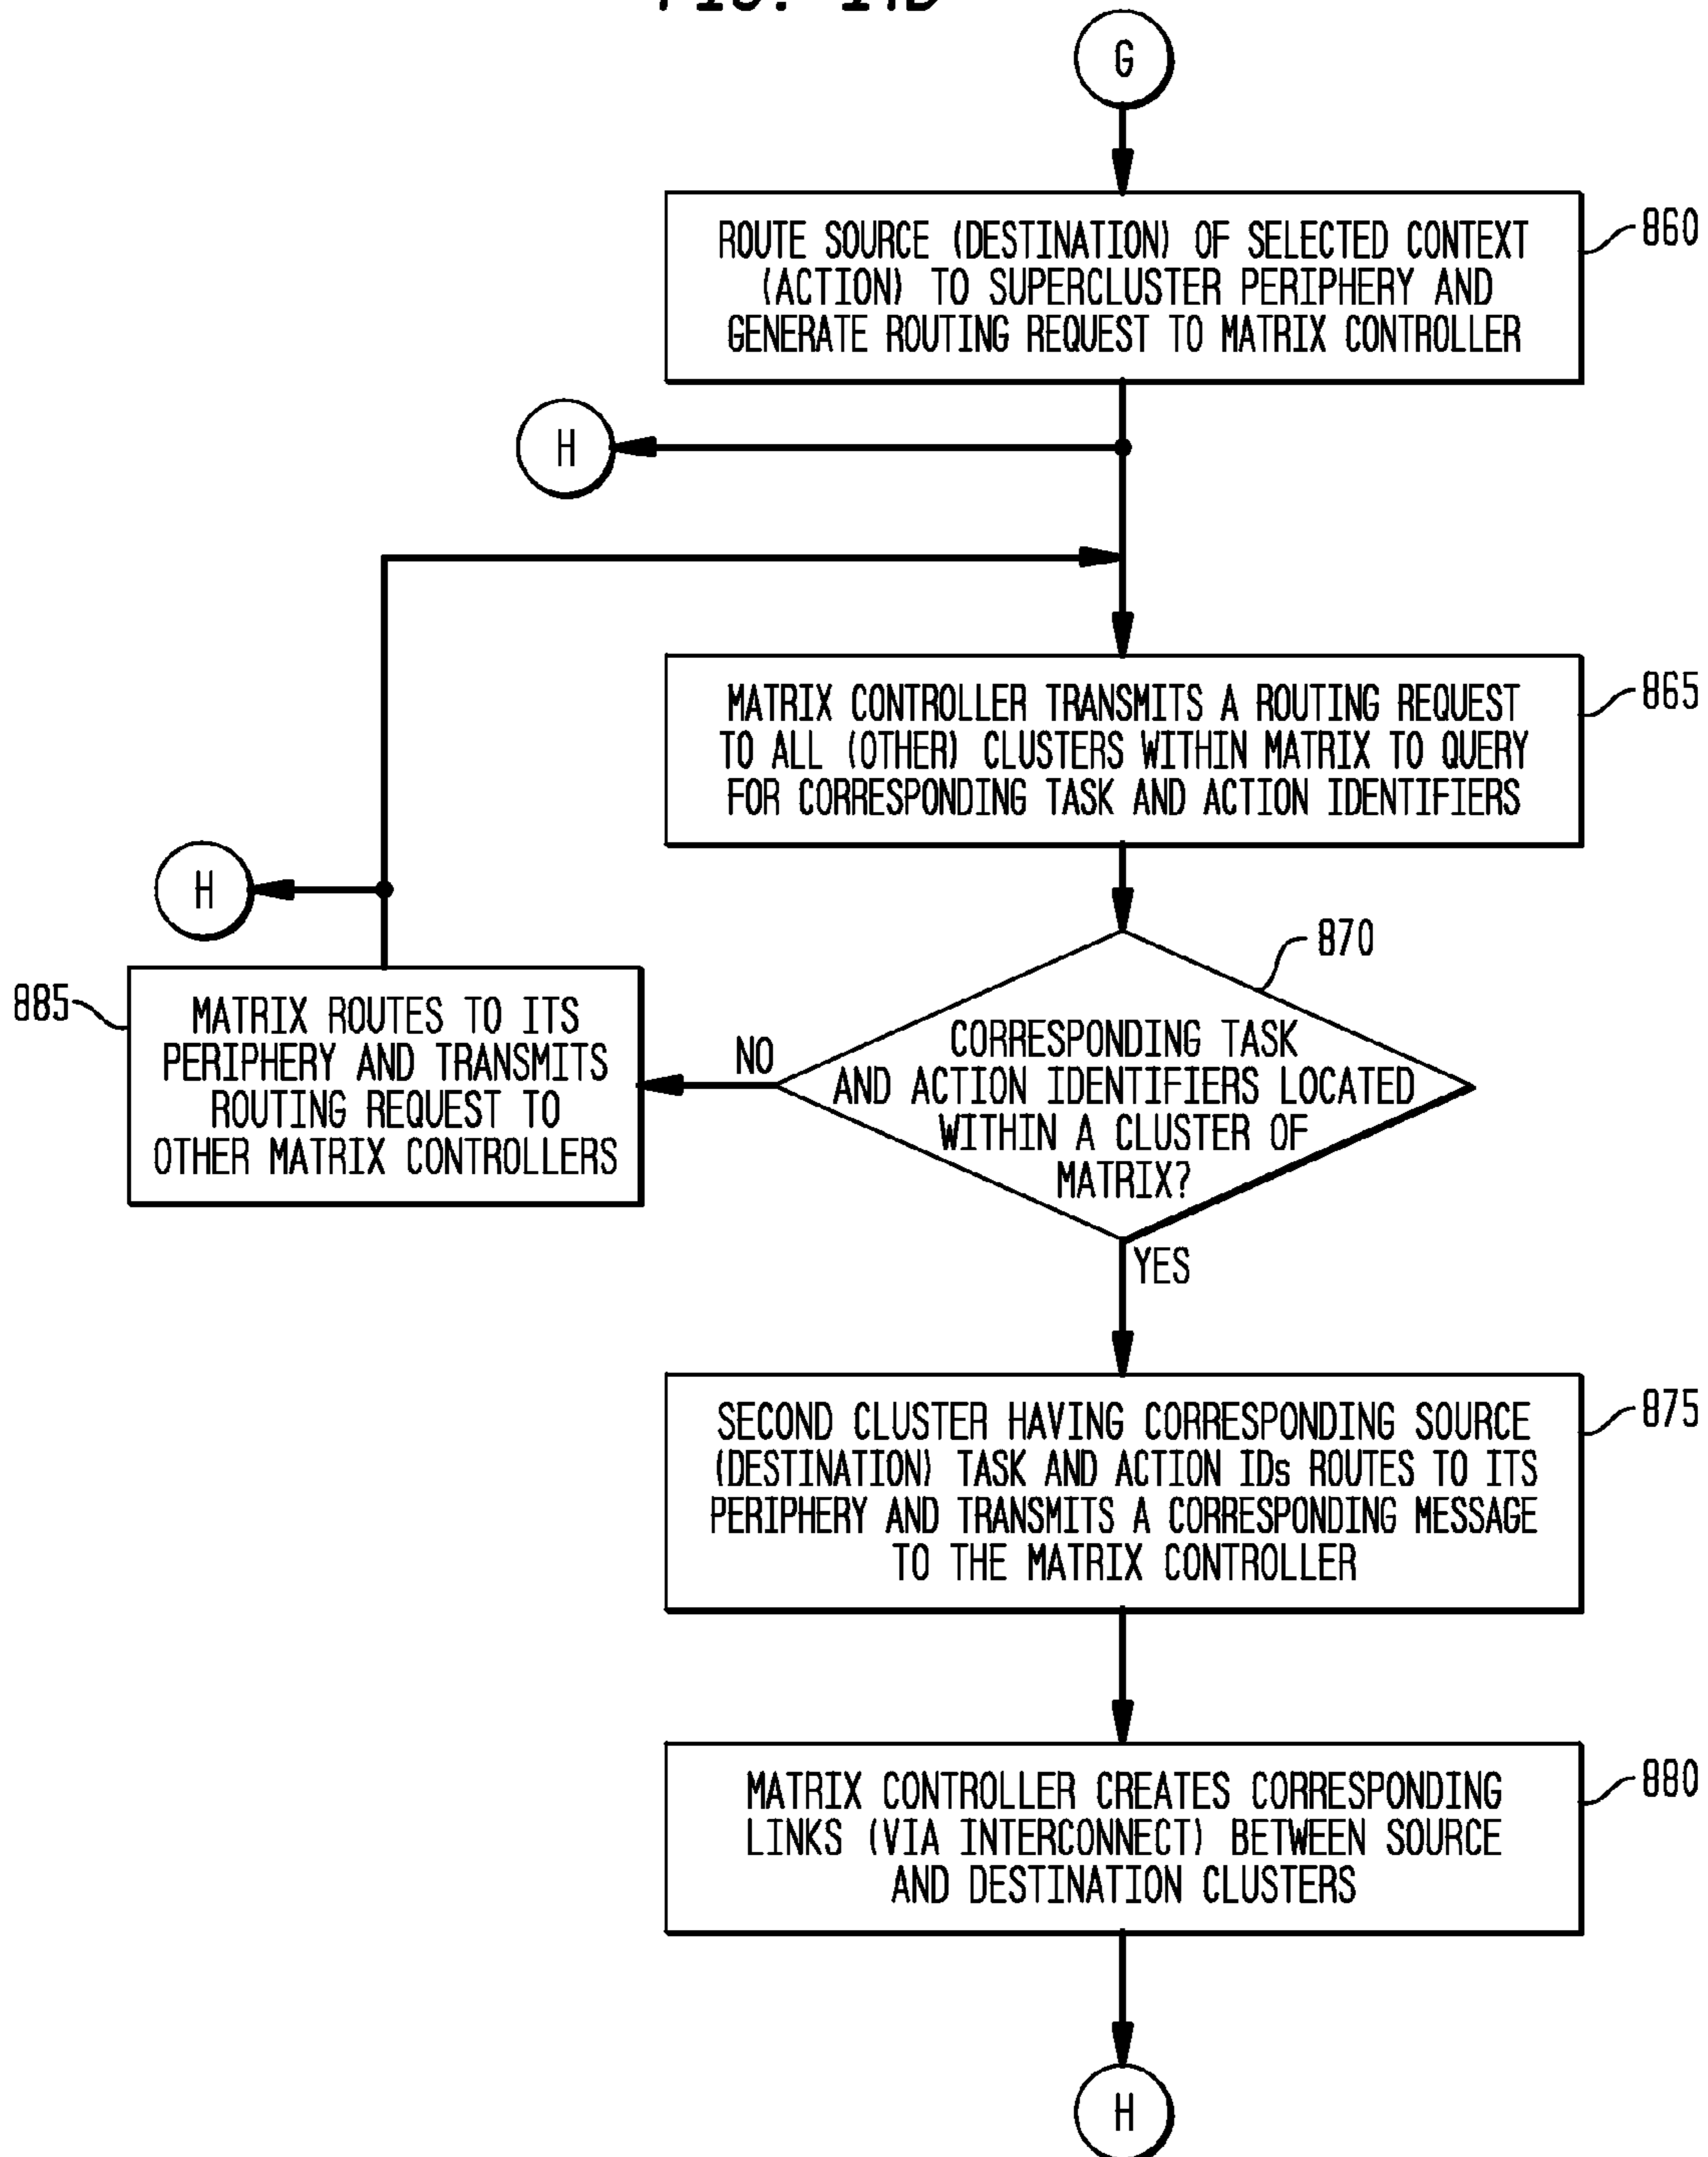 G
ROUTE SOURCE (DESTINATION) OF SELECTED CONTEXT
(ACTION) TO SUPERCLUSTER PERIPHERY AND
GENERATE ROUTING REQUEST TO MATRIX CONTROLLER
860
H
MATRIX CONTROLLER TRANSMITS A ROUTING REQUEST
TO ALL (OTHER) CLUSTERS WITHIN MATRIX TO QUERY
FOR CORRESPONDING TASK AND ACTION IDENTIFIERS
865
H
885
MATRIX ROUTES TO ITS
PERIPHERY AND TRANSMITS
ROUTING REQUEST TO
OTHER MATRIX CONTROLLERS
NO
870
CORRESPONDING TASK
AND ACTION IDENTIFIERS LOCATED
WITHIN A CLUSTER OF
MATRIX?
YES
SECOND CLUSTER HAVING CORRESPONDING SOURCE
(DESTINATION) TASK AND ACTION IDs ROUTES TO ITS
PERIPHERY AND TRANSMITS A CORRESPONDING MESSAGE
TO THE MATRIX CONTROLLER
875
MATRIX CONTROLLER CREATES CORRESPONDING
LINKS (VIA INTERCONNECT) BETWEEN SOURCE
AND DESTINATION CLUSTERS
880
H